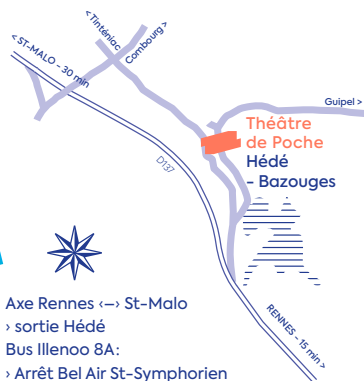 < Tinténiac
Combourg >
< ST-MALO - 30 min
Guipel >
Théâtre
de Poche
Hédé
- Bazouges
D137
RENNES - 15 min >
Axe Rennes <–> St-Malo
› sortie Hédé
Bus Illenoo 8A:
› Arrêt Bel Air St-Symphorien